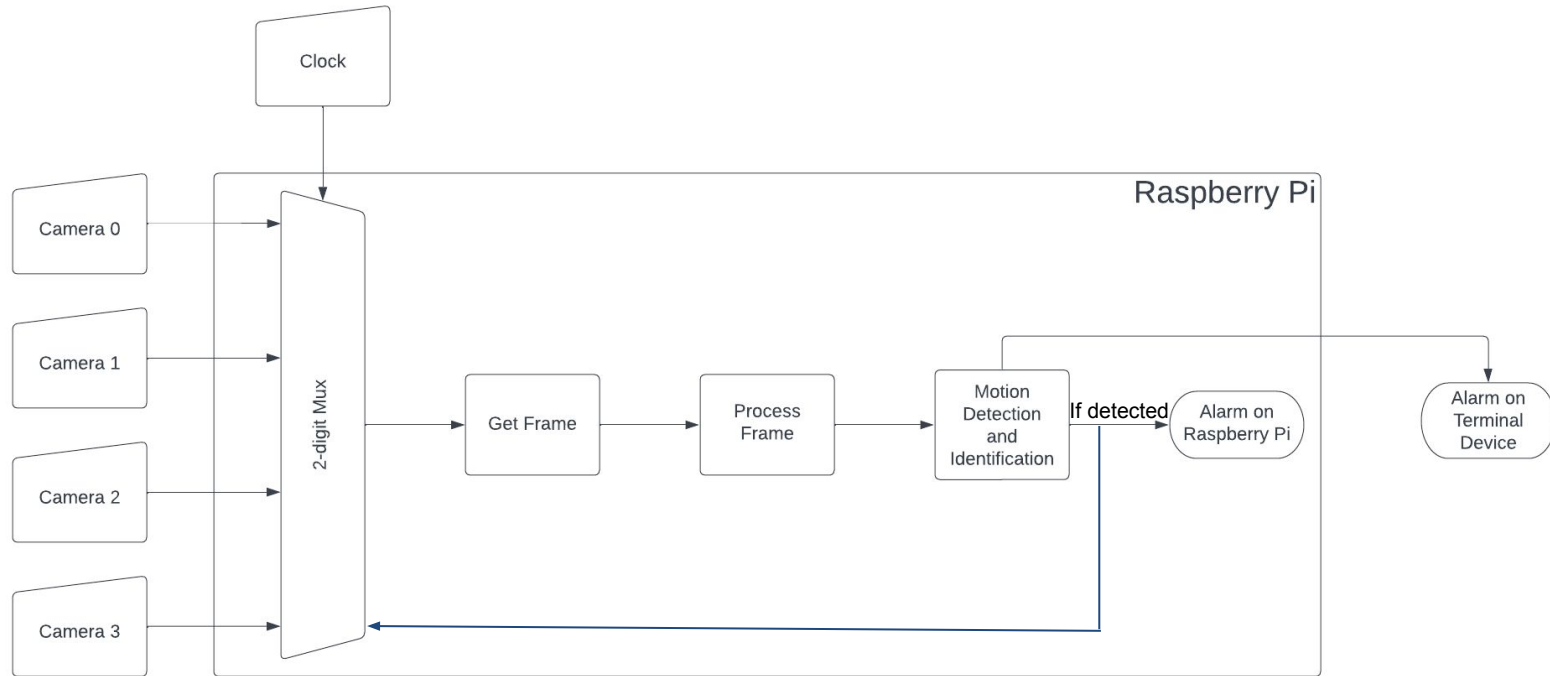 Clock
Raspberry Pi
Camera 0
Camera 1
Camera 2
Camera 3
2-digit Mux
Get Frame
Process
Frame
Motion
Detection
and
Identification
If detected
Alarm on
Raspberry Pi
Alarm on
Terminal
Device